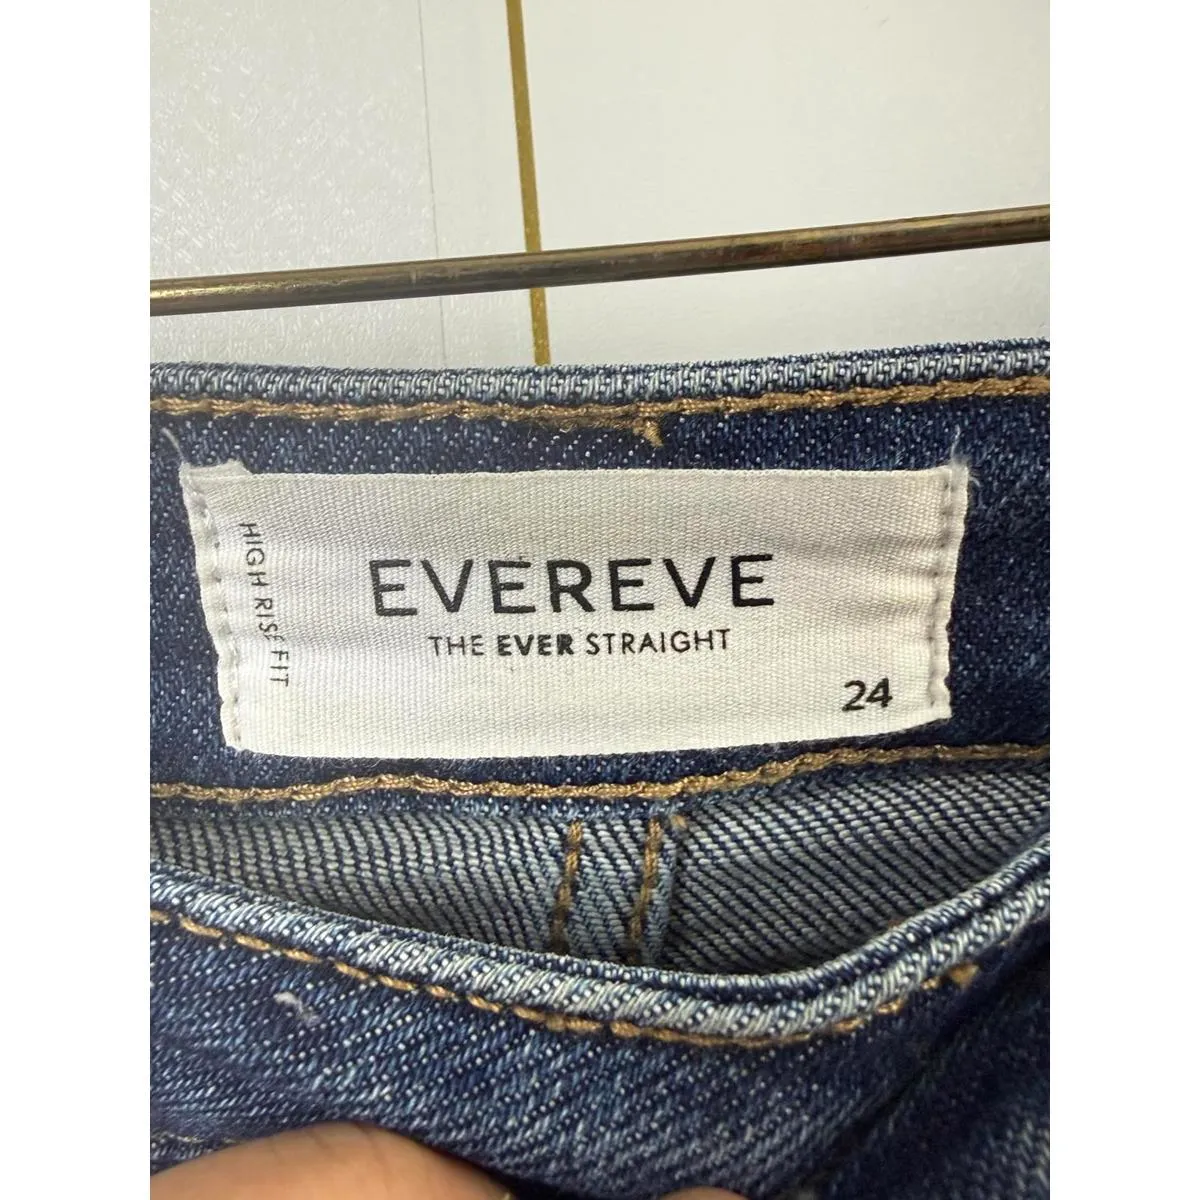 EVEREVE
THE EVER STRAIGHT
24
HIGH RISE FIT